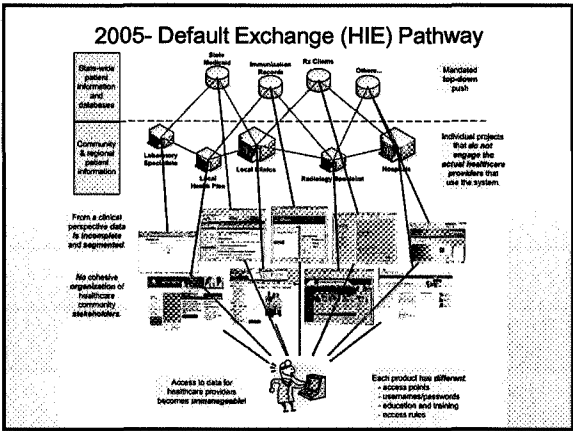 2005- Default Exchange (HIE) Pathway
State-wide
patient
information
and
databases
State
Medicaid
Immunization
Records
Rx Claims
Others...
Mandated
top-down
push
Community
& regional
patient
information
Laboratory
Specialists
Local
Health Plan
Local Clinics
Radiology Specialist
Hospitals
Individual projects
that do not
engage the
actual healthcare
providers that
use the system.
From a clinical
perspective data
is incomplete
and segmented.
No cohesive
organization of
healthcare
community
stakeholders.
Access to data for
healthcare providers
becomes unmanageable!
Each product has different:
- access points
- usernames/passwords
- education and training
- access rules